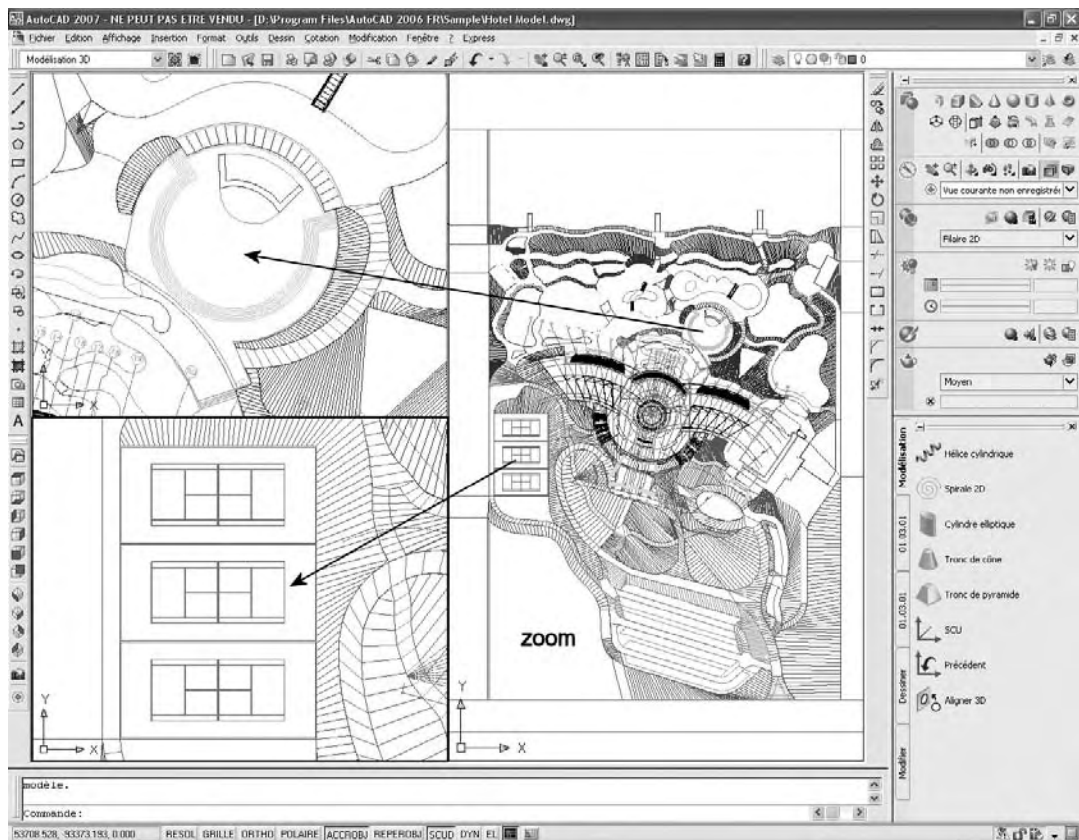 AutoCAD 2007 - NE PEUT PAS ETRE VENDU - [D:\Program Files\AutoCAD 2006 FR\Sample\Hotel Model.dwg]
Fichier Edition Affichage Insertion Format Outils Dessin Cotation Modification Fenêtre ? Express
Modélisation 3D
0
Vue courante non enregistrée
Filaire 2D
Moyen
Modélisation
01.03.01
01.03.01
Dessiner
Modifier
Hélice cylindrique
Spirale 2D
Cylindre elliptique
Tronc de cône
Tronc de pyramide
SCU
Précédent
Aligner 3D
A
X
zoom
Y
X
Y
X
modèle.
Commande:
53708.528, -93373.193, 0.000 RESOL GRILLE ORTHO POLAIRE ACCROBJ REPEROBJ SCUD DYN EL